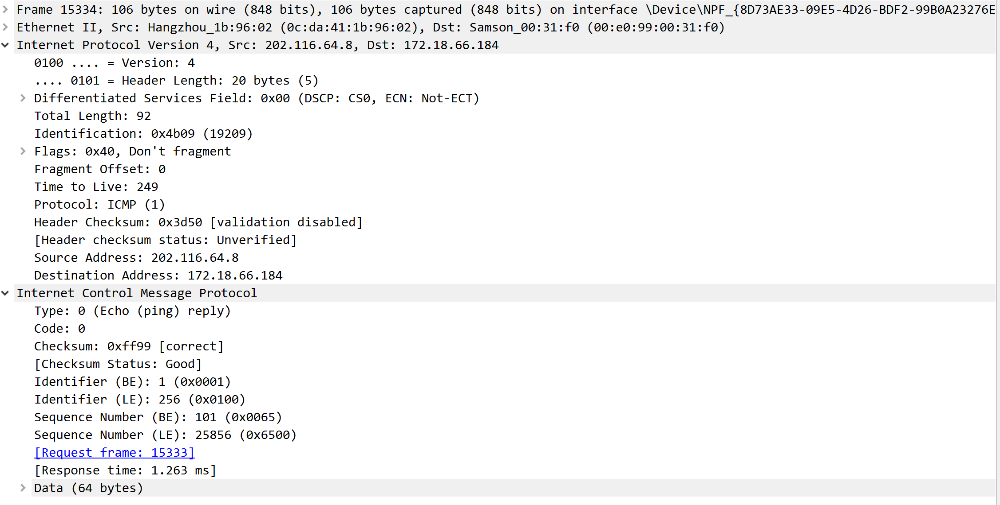 Frame 15334: 106 bytes on wire (848 bits), 106 bytes captured (848 bits) on interface \Device\NPF_{8D73AE33-09E5-4D26-BDF2-99B0A23276E
Ethernet II, Src: Hangzhou_1b:96:02 (0c:da:41:1b:96:02), Dst: Samson_00:31:f0 (00:e0:99:00:31:f0)
Internet Protocol Version 4, Src: 202.116.64.8, Dst: 172.18.66.184
0100 .... = Version: 4
.... 0101 = Header Length: 20 bytes (5)
Differentiated Services Field: 0x00 (DSCP: CS0, ECN: Not-ECT)
Total Length: 92
Identification: 0x4b09 (19209)
Flags: 0x40, Don't fragment
Fragment Offset: 0
Time to Live: 249
Protocol: ICMP (1)
Header Checksum: 0x3d50 [validation disabled]
[Header checksum status: Unverified]
Source Address: 202.116.64.8
Destination Address: 172.18.66.184
Internet Control Message Protocol
Type: 0 (Echo (ping) reply)
Code: 0
Checksum: 0xff99 [correct]
[Checksum Status: Good]
Identifier (BE): 1 (0x0001)
Identifier (LE): 256 (0x0100)
Sequence Number (BE): 101 (0x0065)
Sequence Number (LE): 25856 (0x6500)
[Request frame: 15333]
[Response time: 1.263 ms]
Data (64 bytes)